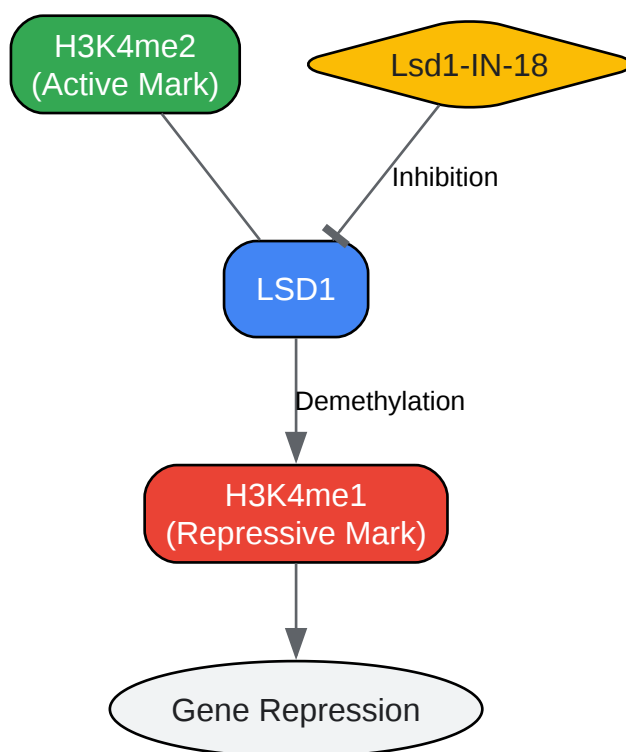 H3K4me2
(Active Mark)
Lsd1-IN-18
Inhibition
LSD1
Demethylation
H3K4me1
(Repressive Mark)
Gene Repression